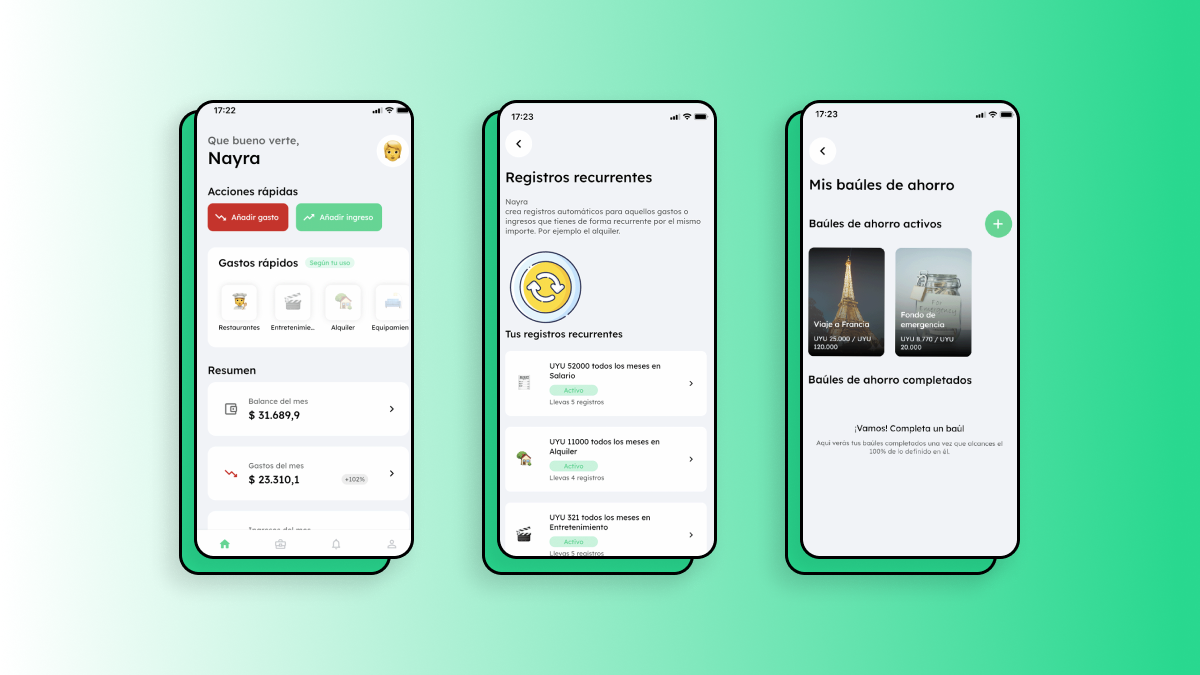 17:22
Que bueno verte,
Nayra
Acciones rápidas
Añadir gasto
Añadir ingreso
Gastos rápidos
Según tu uso
Restaurantes
Entretenimie...
Alquiler
Equipamien
Resumen
Balance del mes
$ 31.689,9
Gastos del mes
$ 23.310,1
+102%
Ingresos del mes
17:23
Registros recurrentes
Nayra
crea registros automáticos para aquellos gastos o
ingresos que tienes de forma recurrente por el mismo
importe. Por ejemplo el alquiler.
Tus registros recurrentes
UYU 52000 todos los meses en
Salario
Activo
Llevas 5 registros
UYU 11000 todos los meses en
Alquiler
Activo
Llevas 4 registros
UYU 321 todos los meses en
Entretenimiento
Activo
Llevas 5 registros
17:23
Mis baúles de ahorro
Baúles de ahorro activos
Viaje a Francia
UYU 25.000 / UYU
120.000
Fondo de
emergencia
UYU 8.770 / UYU
20.000
Baúles de ahorro completados
¡Vamos! Completa un baúl
Aquí verás tus baúles completados una vez que alcances el
100% de lo definido en él.